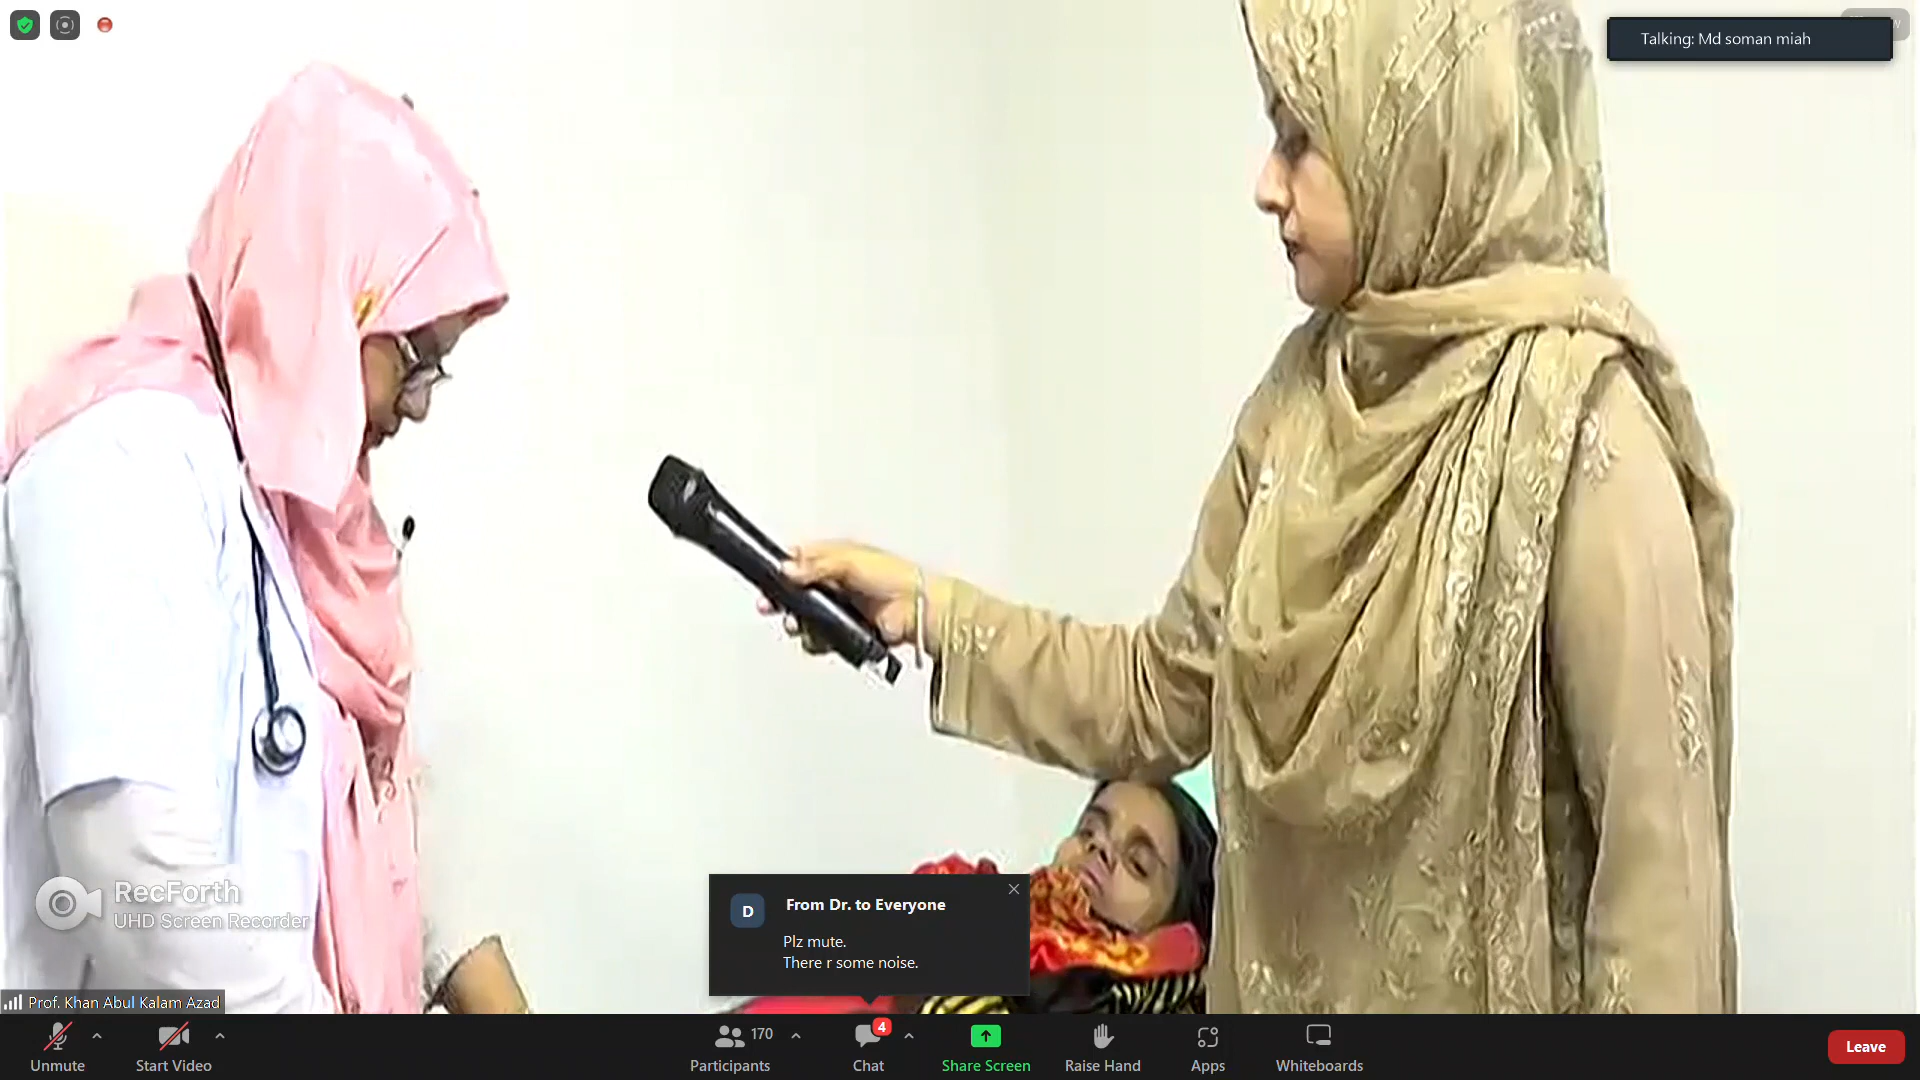 Talking: Md soman miah
RecForth
UHD Screen Recorder
D
From Dr. to Everyone
Plz mute.
There r some noise.
Prof. Khan Abul Kalam Azad
170
4
Unmute
Start Video
Participants
Chat
Share Screen
Raise Hand
Apps
Whiteboards
Leave